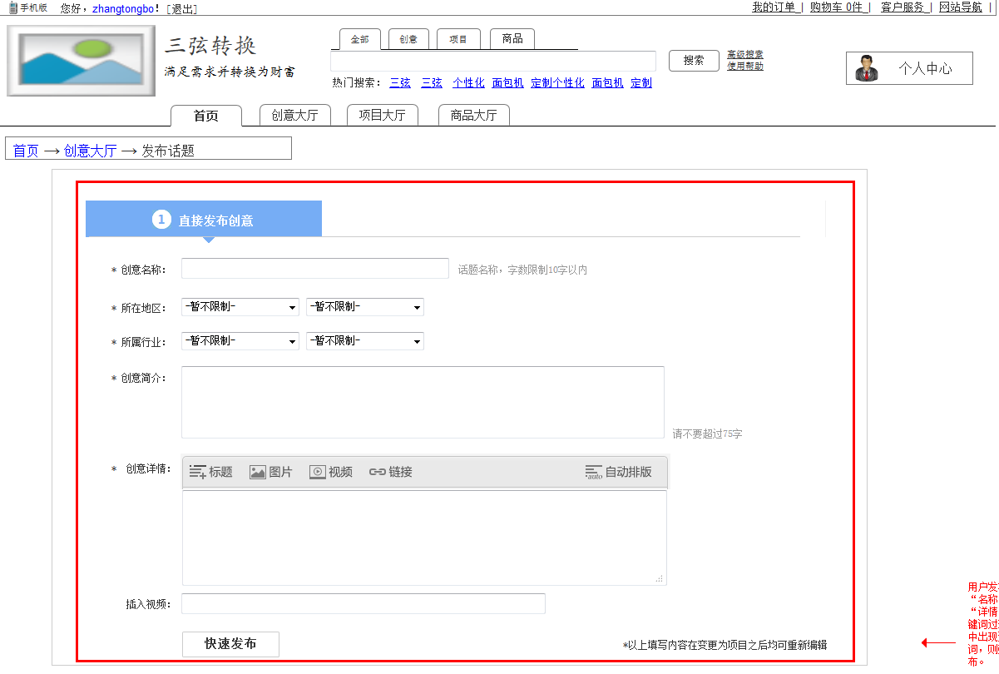 手机版 您好，zhangtongbo！[退出] 我的订单 | 购物车 0件 | 客户服务 | 网站导航 |
三弦转换
满足需求并转换为财富
全部 创意 项目 商品
搜索
高级搜索
使用帮助
热门搜索： 三弦 三弦 个性化 面包机 定制个性化 面包机 定制
个人中心
首页 创意大厅 项目大厅 商品大厅
首页 → 创意大厅 → 发布话题
1 直接发布创意
* 创意名称： 话题名称，字数限制10字以内
* 所在地区： -暂不限制- -暂不限制-
* 所属行业： -暂不限制- -暂不限制-
* 创意简介：
请不要超过75字
* 创意详情： 标题 图片 视频 链接 auto 自动排版
插入视频：
快速发布 *以上填写内容在变更为项目之后均可重新编辑
用户发
“名称
“详情
键词过
中出现
词，则
布。